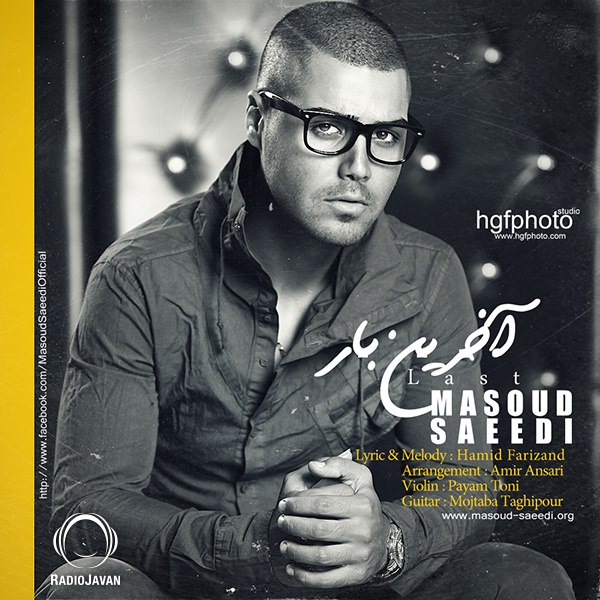 studio
hgfphoto
www.hgfphoto.com
آخرین بار
Last
MASOUD
SAEEDI
Lyric & Melody : Hamid Farizand
Arrangement : Amir Ansari
Violin : Payam Toni
Guitar : Mojtaba Taghipour
www.masoud-saeedi.org
http://www.facebook.com/MasoudSaeediOfficial
RADIOJAVAN